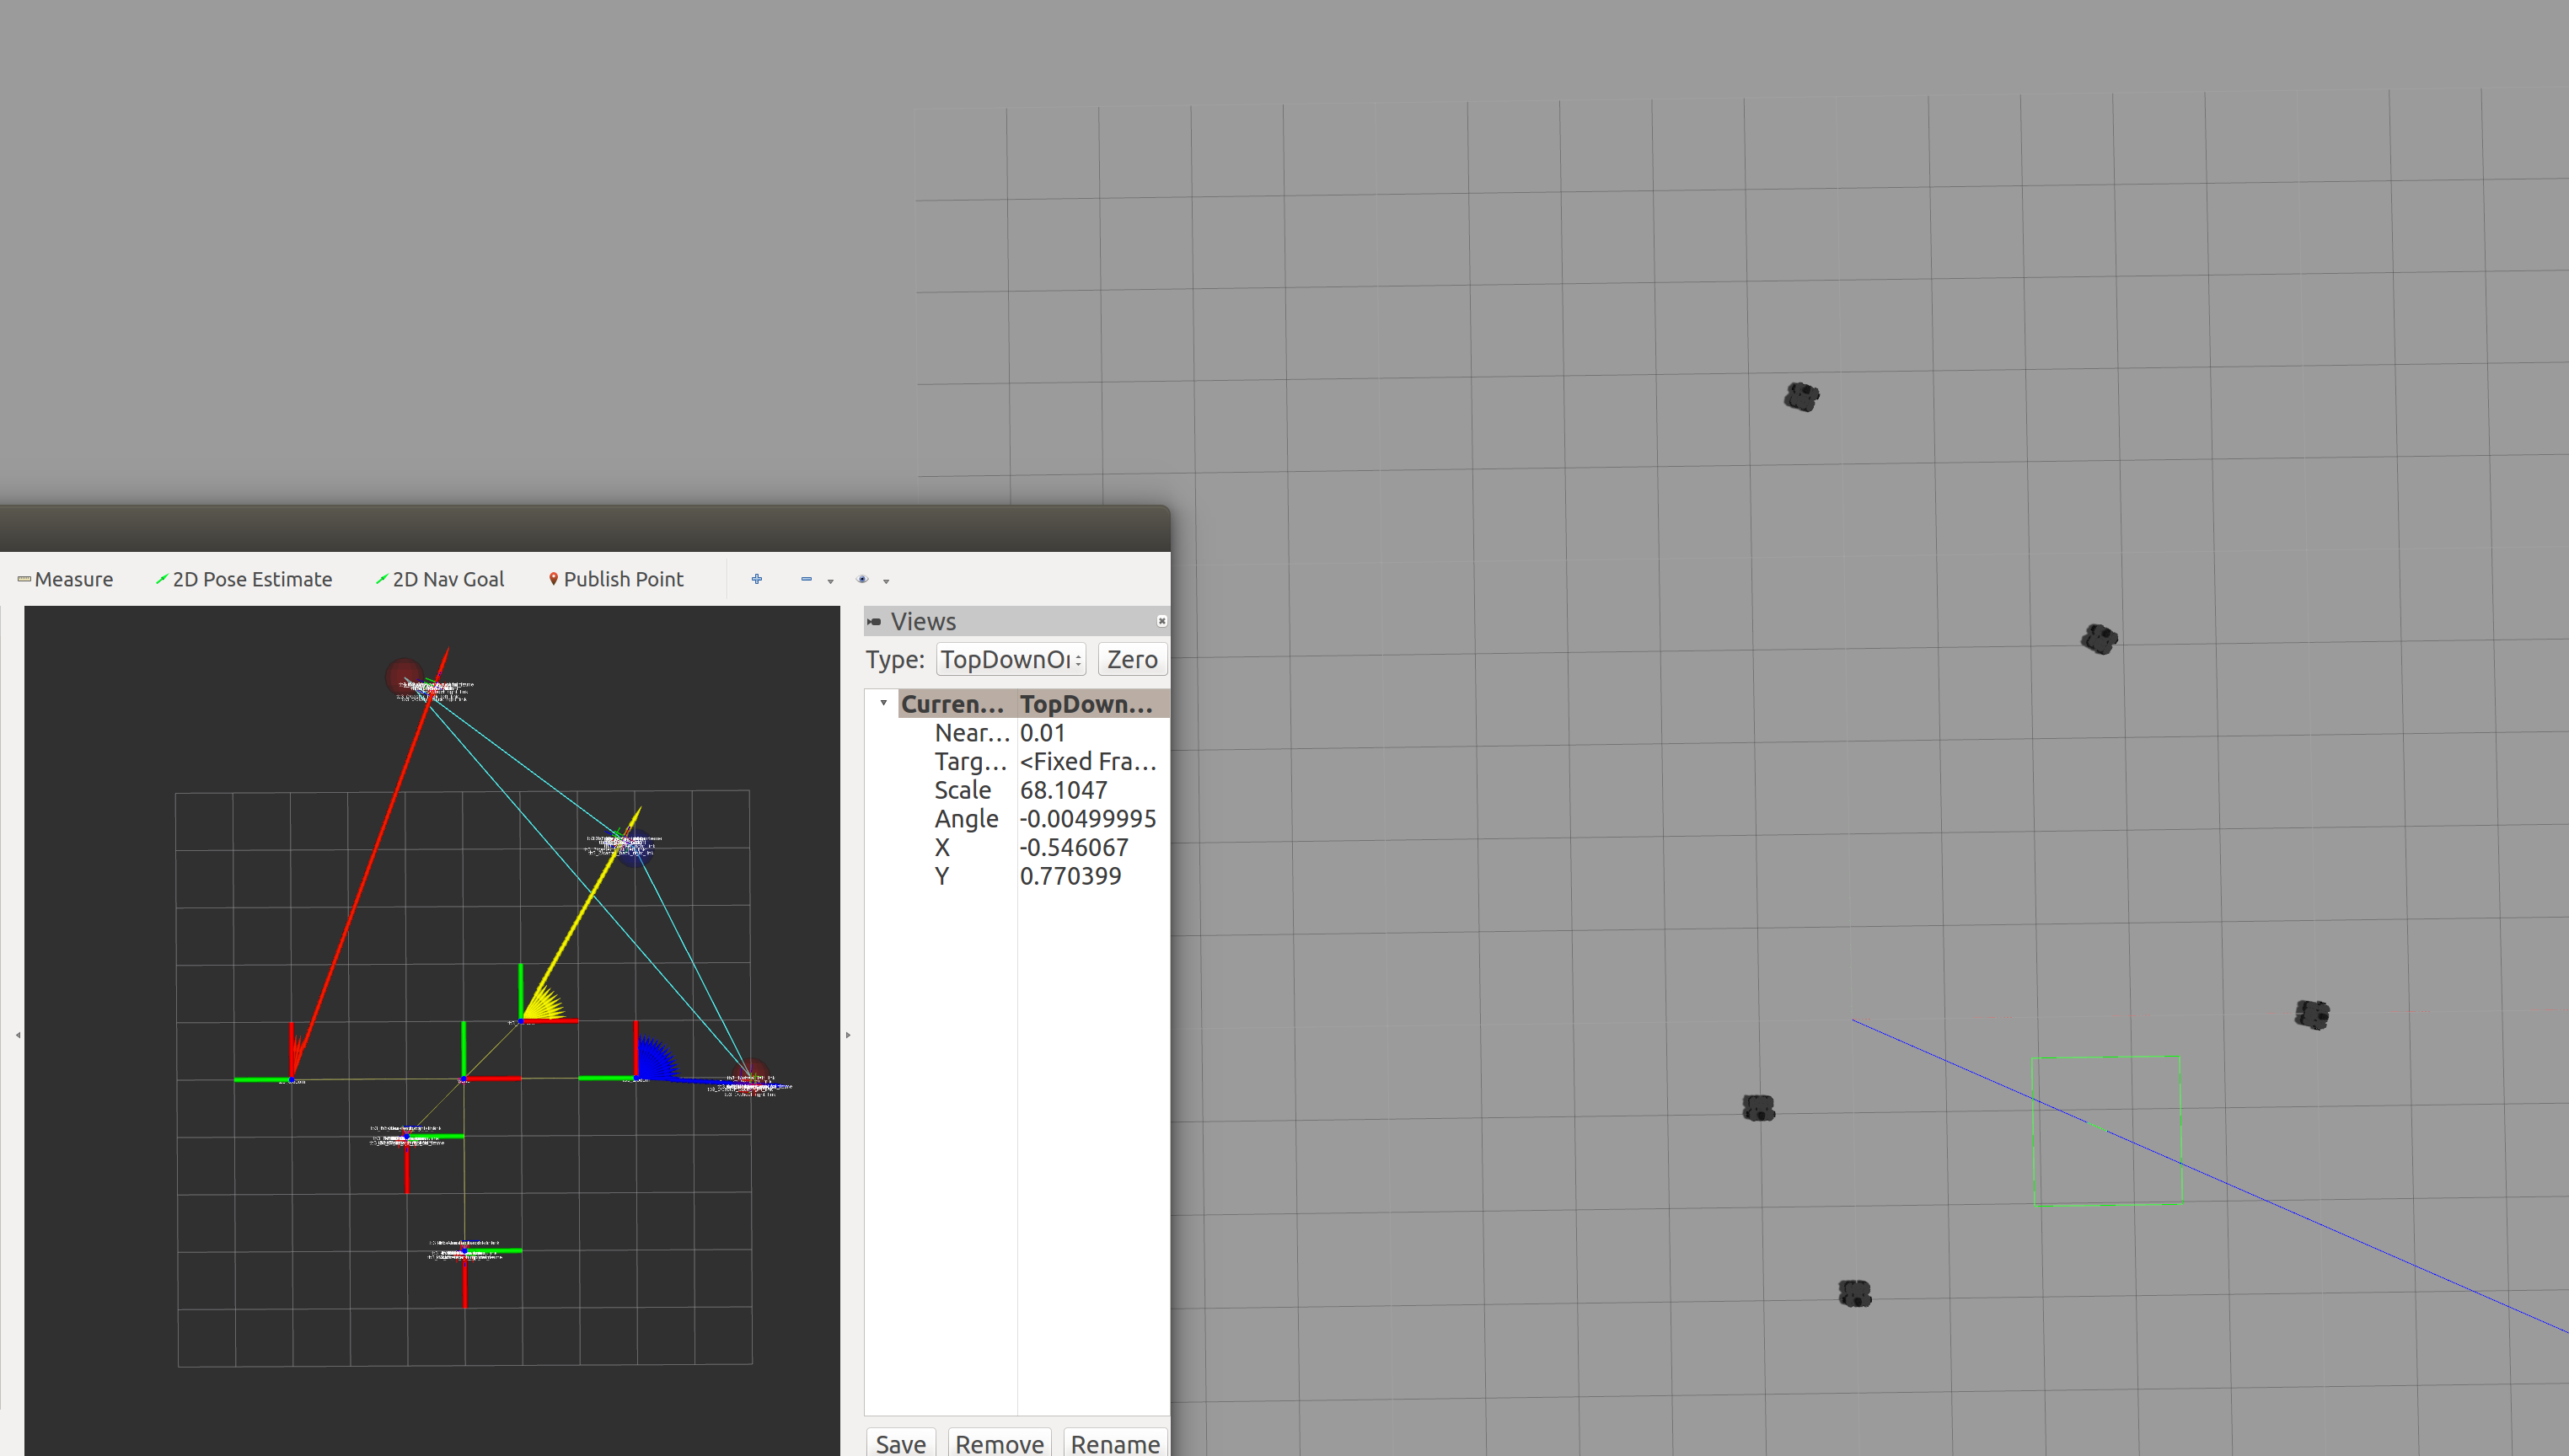 Measure 2D Pose Estimate 2D Nav Goal Publish Point
Views
Type: TopDownOr Zero
Curren... TopDown...
Near... 0.01
Targ... <Fixed Fra...
Scale 68.1047
Angle -0.00499995
X -0.546067
Y 0.770399
Save Remove Rename